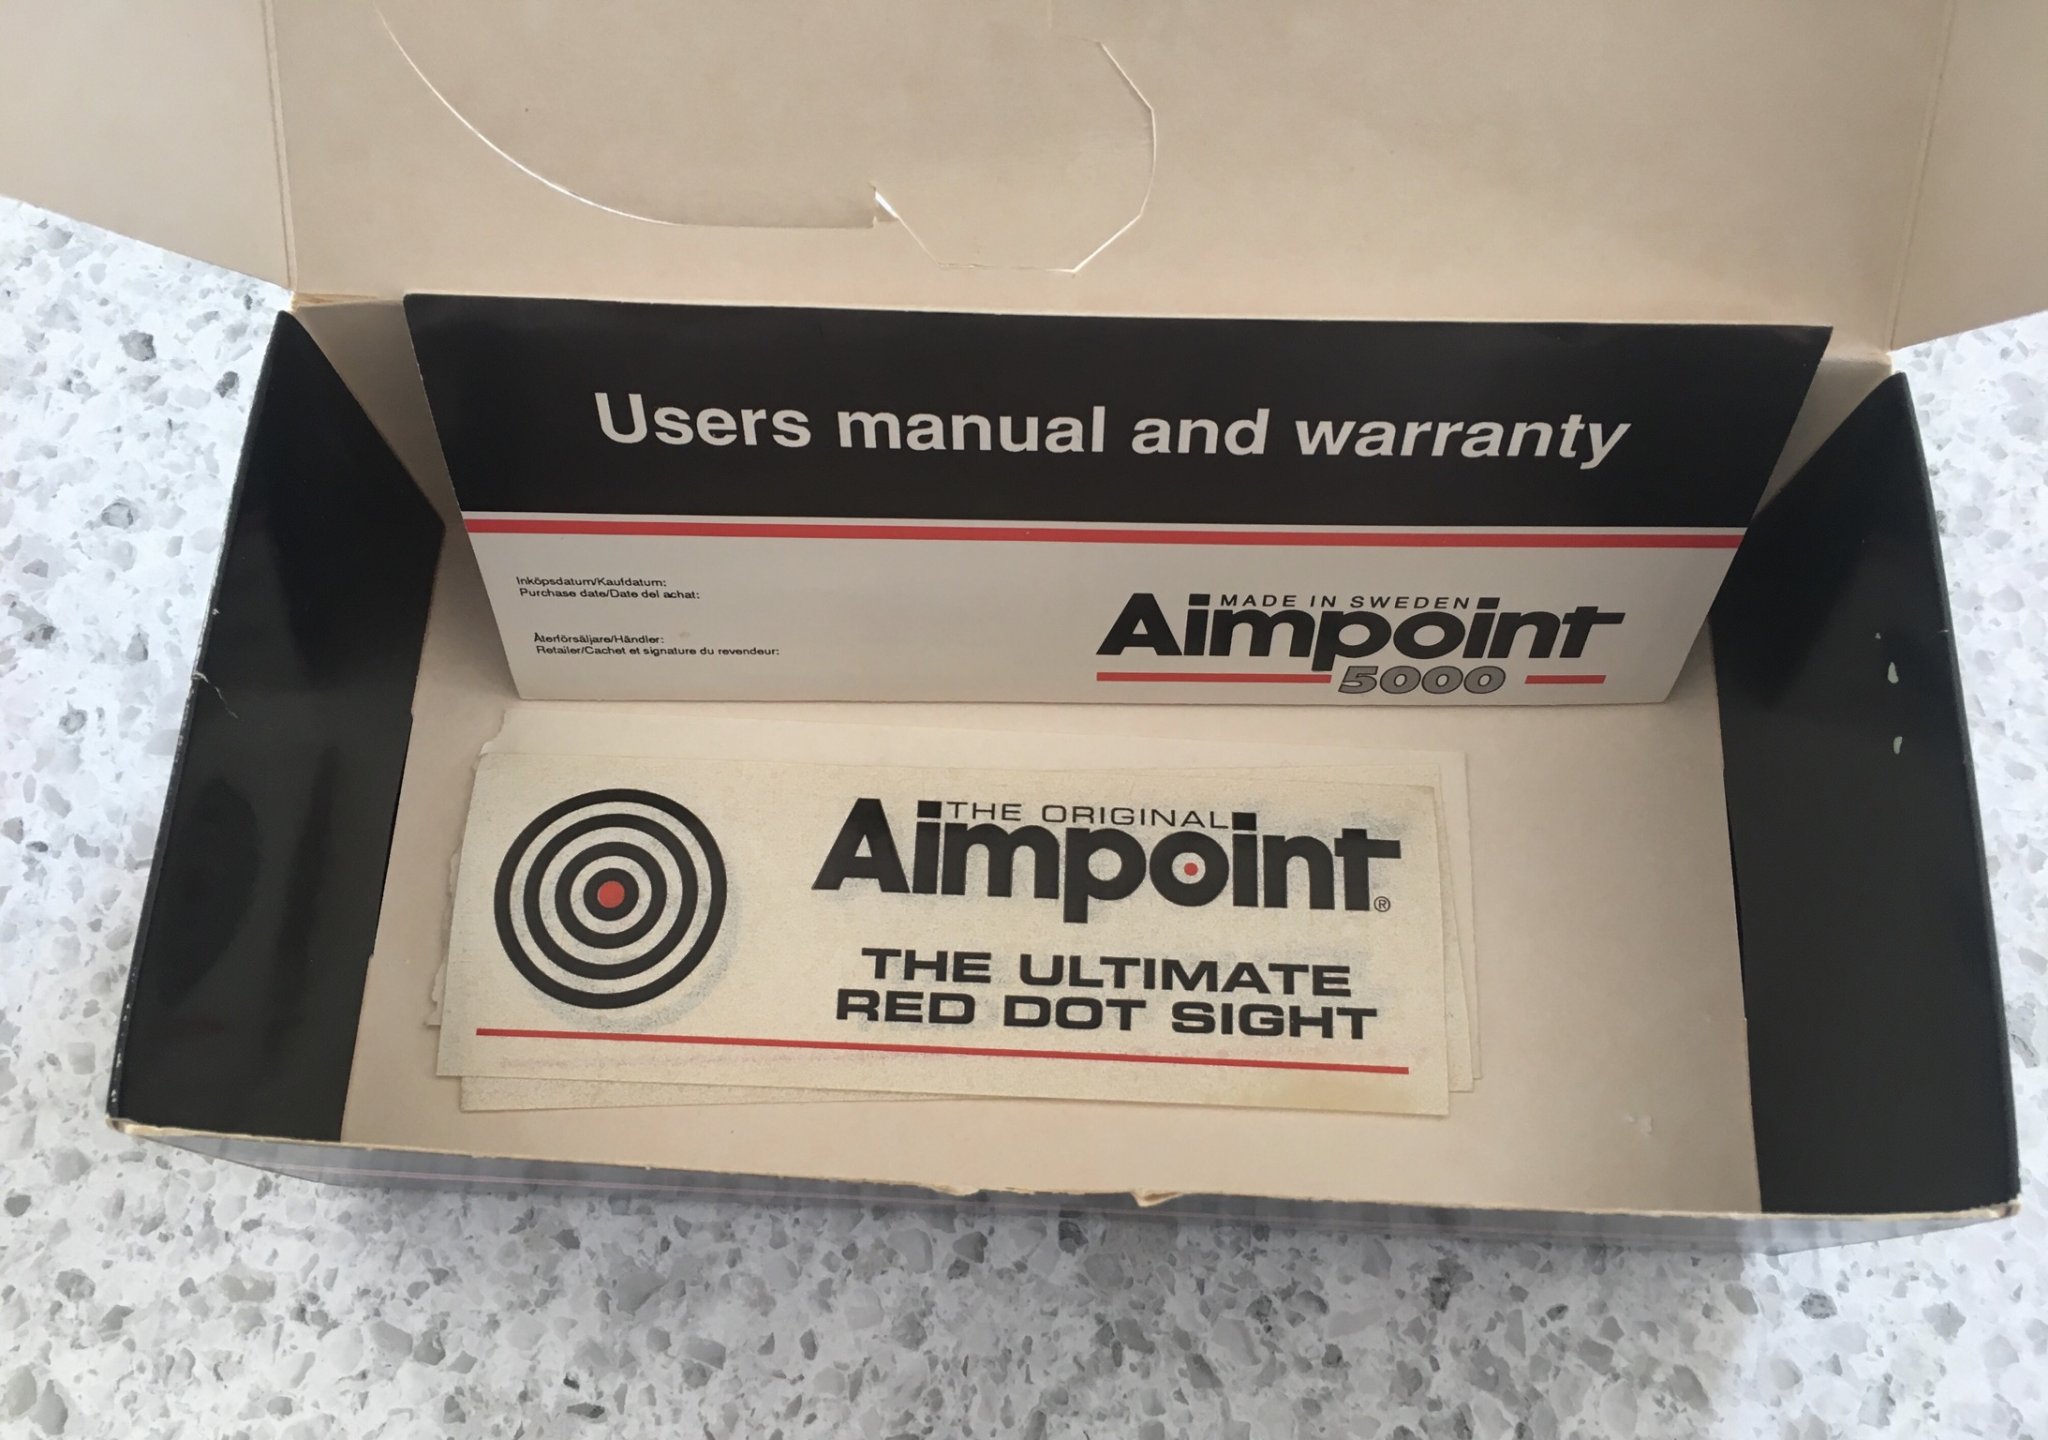 Users manual and warranty
Inköpsdatum/Kaufdatum:
Purchase date/Date del achat:
Återförsäljare/Händler:
Retailer/Cachet et signature du revendeur:
MADE IN SWEDEN
Aimpoint
5000
THE ORIGINAL
Aimpoint®
THE ULTIMATE
RED DOT SIGHT